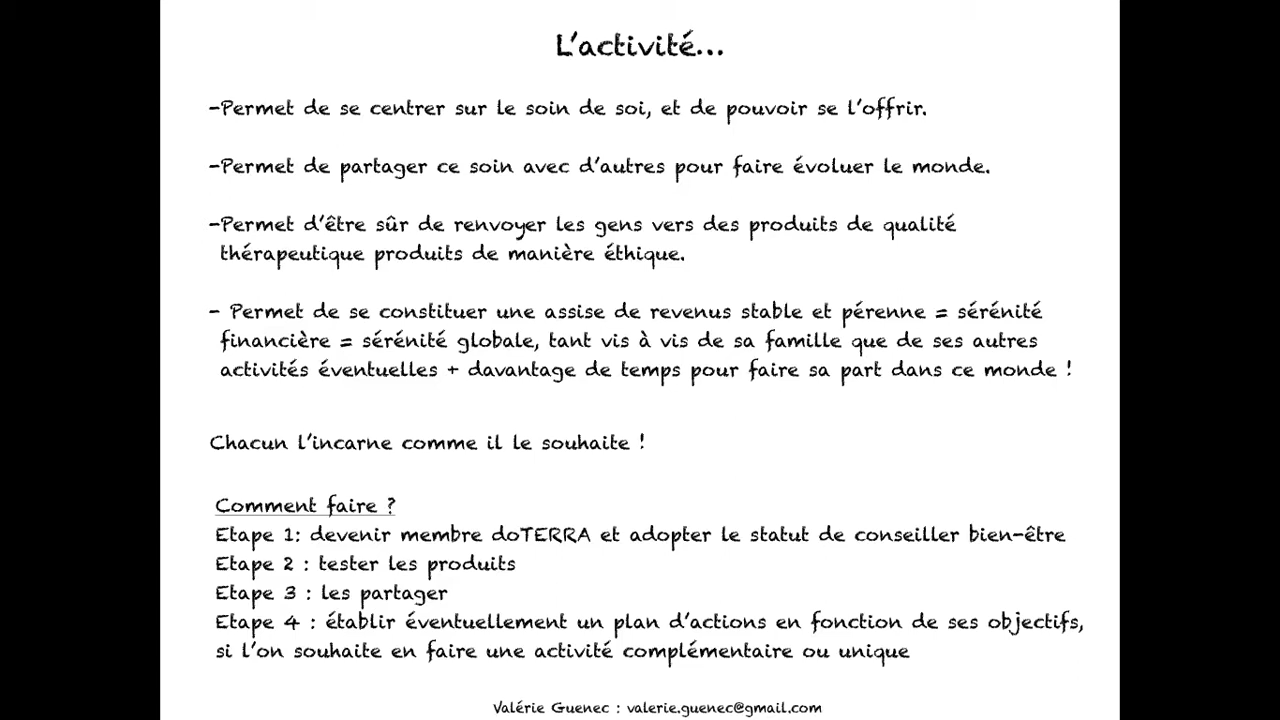 L'activité...
-Permet de se centrer sur le soin de soi, et de pouvoir se l'offrir.
-Permet de partager ce soin avec d'autres pour faire évoluer le monde.
-Permet d'être sûr de renvoyer les gens vers des produits de qualité
thérapeutique produits de manière éthique.
- Permet de se constituer une assise de revenus stable et pérenne = sérénité
financière = sérénité globale, tant vis à vis de sa famille que de ses autres
activités éventuelles + davantage de temps pour faire sa part dans ce monde !
Chacun l'incarne comme il le souhaite !
Comment faire ?
Etape 1: devenir membre doTERRA et adopter le statut de conseiller bien-être
Etape 2 : tester les produits
Etape 3 : les partager
Etape 4 : établir éventuellement un plan d'actions en fonction de ses objectifs,
si l'on souhaite en faire une activité complémentaire ou unique
Valérie Guenec : valerie.guenec@gmail.com